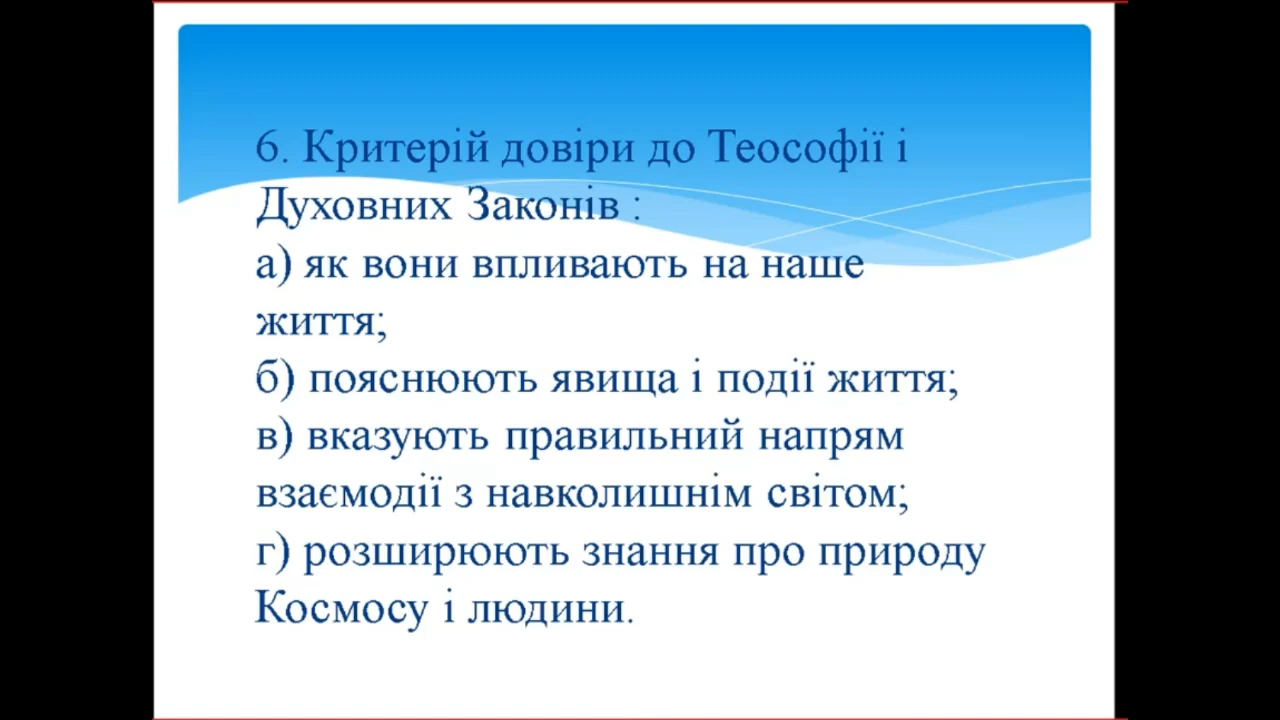 6. Критерій довіри до Теософії і
Духовних Законів :
а) як вони впливають на наше
життя;
б) пояснюють явища і події життя;
в) вказують правильний напрям
взаємодії з навколишнім світом;
г) розширюють знання про природу
Космосу і людини.